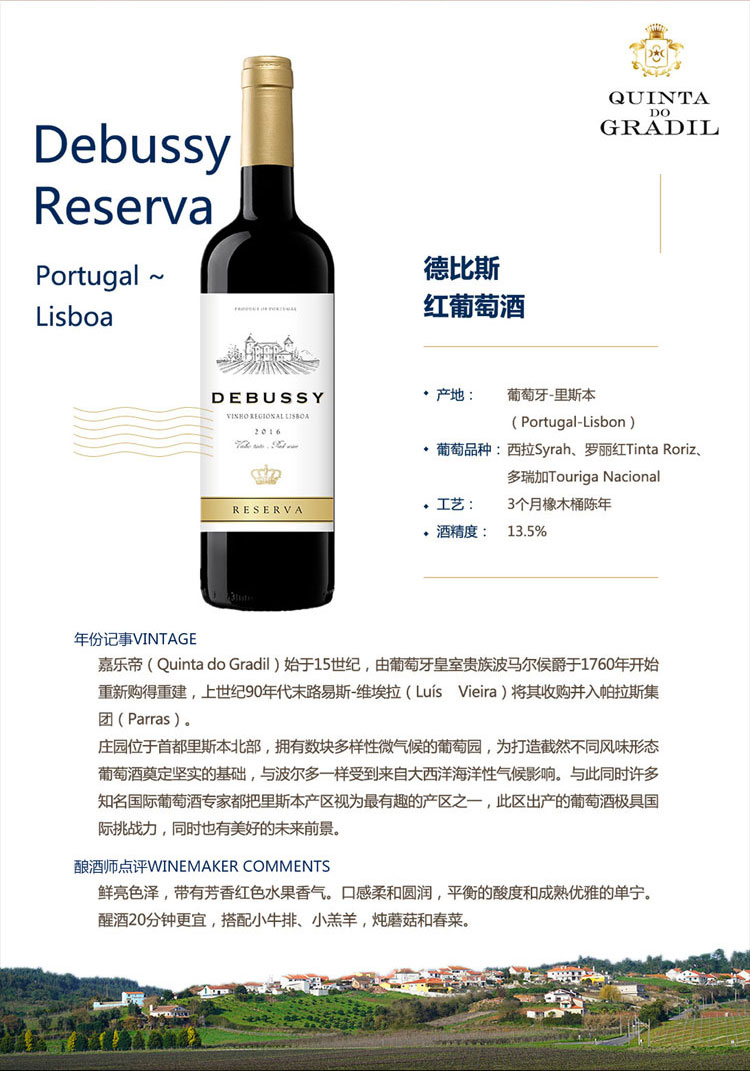 QUINTA
DO
GRADIL
Debussy
Reserva
Portugal ~
Lisboa
PRODUCT OF PORTUGAL
DEBUSSY
VINHO REGIONAL LISBOA
2016
Vinho tinto . Red wine
RESERVA
德比斯
红葡萄酒
产地： 葡萄牙-里斯本
（Portugal-Lisbon）
葡萄品种： 西拉Syrah、罗丽红Tinta Roriz、
多瑞加Touriga Nacional
工艺： 3个月橡木桶陈年
酒精度： 13.5%
年份记事VINTAGE
嘉乐帝（Quinta do Gradil）始于15世纪，由葡萄牙皇室贵族波马尔侯爵于1760年开始
重新购得重建，上世纪90年代末路易斯-维埃拉（Luís Vieira）将其收购并入帕拉斯集
团（Parras）。
庄园位于首都里斯本北部，拥有数块多样性微气候的葡萄园，为打造截然不同风味形态
葡萄酒奠定坚实的基础，与波尔多一样受到来自大西洋海洋性气候影响。与此同时许多
知名国际葡萄酒专家都把里斯本产区视为最有趣的产区之一，此区出产的葡萄酒极具国
际挑战力，同时也有美好的未来前景。
酿酒师点评WINEMAKER COMMENTS
鲜亮色泽，带有芳香红色水果香气。口感柔和圆润，平衡的酸度和成熟优雅的单宁。
醒酒20分钟更宜，搭配小牛排、小羔羊，炖蘑菇和春菜。